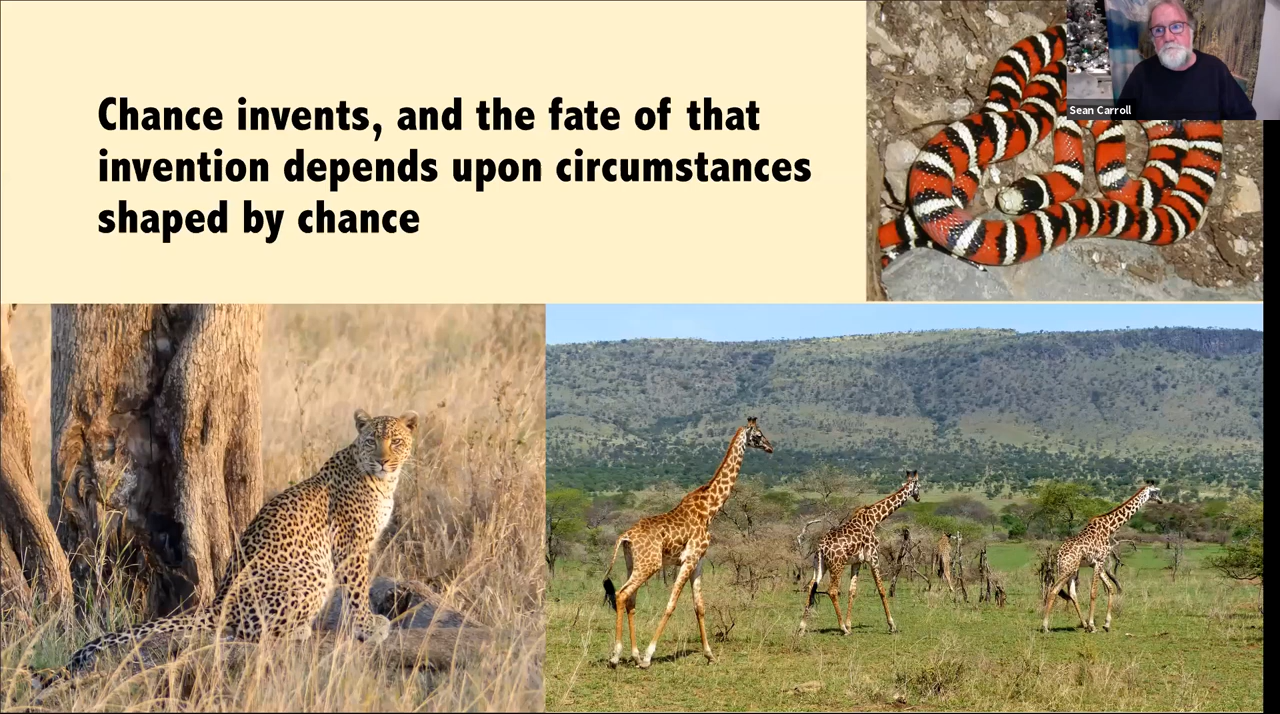 Chance invents, and the fate of that
invention depends upon circumstances
shaped by chance
Sean Carroll